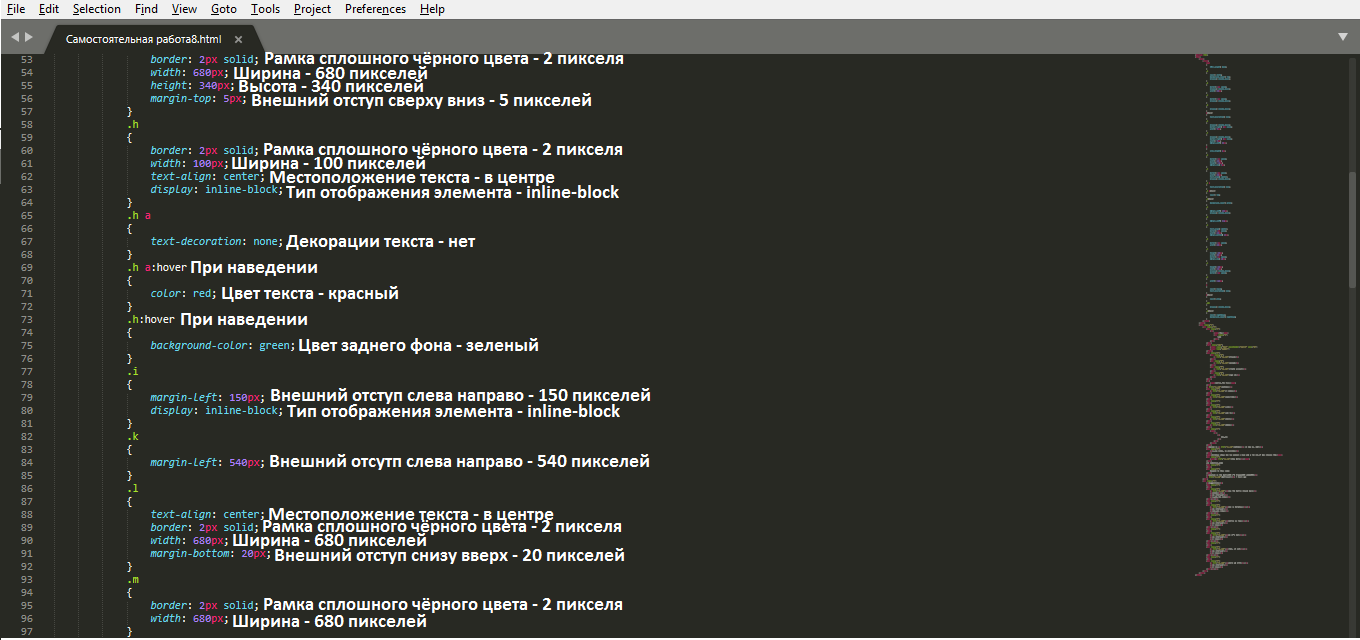 File Edit Selection Find View Goto Tools Project Preferences Help
Самостоятельная работа8.html ×
53 border: 2px solid; Рамка сплошного чёрного цвета - 2 пикселя
54 width: 680px; Ширина - 680 пикселей
55 height: 340px; Высота - 340 пикселей
56 margin-top: 5px; Внешний отступ сверху вниз - 5 пикселей
57 }
58 .h
59 {
60 border: 2px solid; Рамка сплошного чёрного цвета - 2 пикселя
61 width: 100px; Ширина - 100 пикселей
62 text-align: center; Местоположение текста - в центре
63 display: inline-block; Тип отображения элемента - inline-block
64 }
65 .h a
66 {
67 text-decoration: none; Декорации текста - нет
68 }
69 .h a:hover При наведении
70 {
71 color: red; Цвет текста - красный
72 }
73 .h:hover При наведении
74 {
75 background-color: green; Цвет заднего фона - зеленый
76 }
77 .i
78 {
79 margin-left: 150px; Внешний отступ слева направо - 150 пикселей
80 display: inline-block; Тип отображения элемента - inline-block
81 }
82 .k
83 {
84 margin-left: 540px; Внешний отсутп слева направо - 540 пикселей
85 }
86 .l
87 {
88 text-align: center; Местоположение текста - в центре
89 border: 2px solid; Рамка сплошного чёрного цвета - 2 пикселя
90 width: 680px; Ширина - 680 пикселей
91 margin-bottom: 20px; Внешний отступ снизу вверх - 20 пикселей
92 }
93 .m
94 {
95 border: 2px solid; Рамка сплошного чёрного цвета - 2 пикселя
96 width: 680px; Ширина - 680 пикселей
97 }